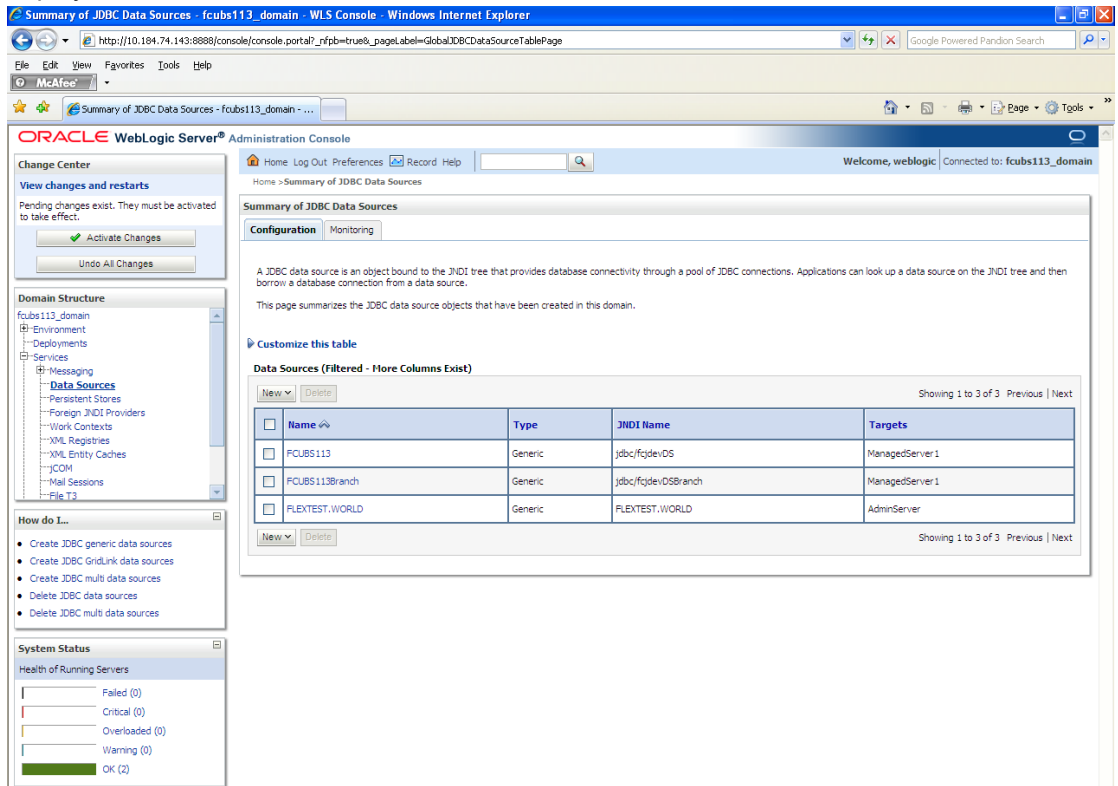 Summary of JDBC Data Sources - fcubs113_domain - WLS Console - Windows Internet Explorer
http://10.184.74.143:8888/console/console.portal?_nfpb=true&_pageLabel=GlobalJDBCDataSourceTablePage
Google Powered Pandion Search
File Edit View Favorites Tools Help
McAfee
Summary of JDBC Data Sources - fcubs113_domain - ...
Page Tools
ORACLE WebLogic Server® Administration Console
Change Center
View changes and restarts
Pending changes exist. They must be activated
to take effect.
Activate Changes
Undo All Changes
Domain Structure
fcubs113_domain
Environment
Deployments
Services
Messaging
Data Sources
Persistent Stores
Foreign JNDI Providers
Work Contexts
XML Registries
XML Entity Caches
jCOM
Mail Sessions
File T3
How do I...
Create JDBC generic data sources
Create JDBC GridLink data sources
Create JDBC multi data sources
Delete JDBC data sources
Delete JDBC multi data sources
System Status
Health of Running Servers
Failed (0)
Critical (0)
Overloaded (0)
Warning (0)
OK (2)
Home Log Out Preferences Record Help
Welcome, weblogic Connected to: fcubs113_domain
Home >Summary of JDBC Data Sources
Summary of JDBC Data Sources
Configuration Monitoring
A JDBC data source is an object bound to the JNDI tree that provides database connectivity through a pool of JDBC connections. Applications can look up a data source on the JNDI tree and then
borrow a database connection from a data source.
This page summarizes the JDBC data source objects that have been created in this domain.
Customize this table
Data Sources (Filtered - More Columns Exist)
New Delete Showing 1 to 3 of 3 Previous | Next
Name Type JNDI Name Targets
FCUBS113 Generic jdbc/fcjdevDS ManagedServer1
FCUBS113Branch Generic jdbc/fcjdevDSBranch ManagedServer1
FLEXTEST.WORLD Generic FLEXTEST.WORLD AdminServer
New Delete Showing 1 to 3 of 3 Previous | Next